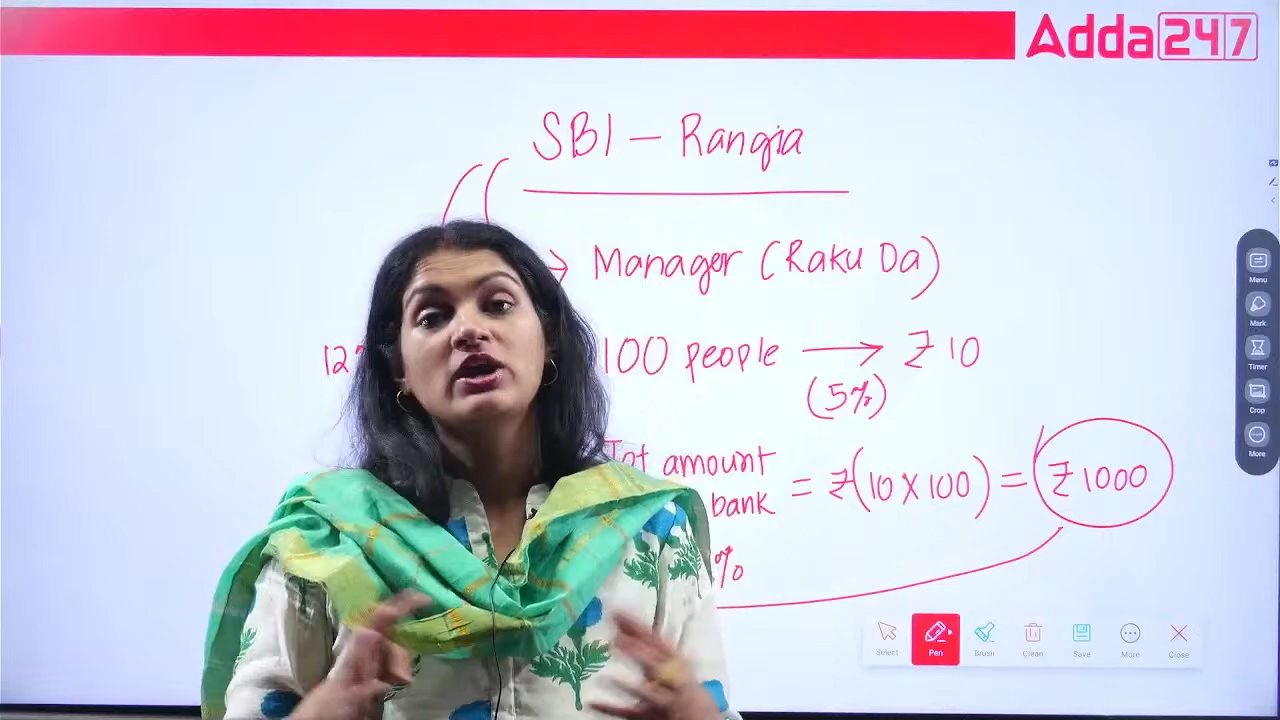 Adda247
SBI - Rangia
→ Manager (Raku Da)
12%
100 people → ₹ 10
(5%)
Tot amount
bank = ₹(10 X 100) = ₹ 1000
%
Menu
Mark
Timer
Crop
More
Select
Pen
Brush
Clean
Save
More
Close